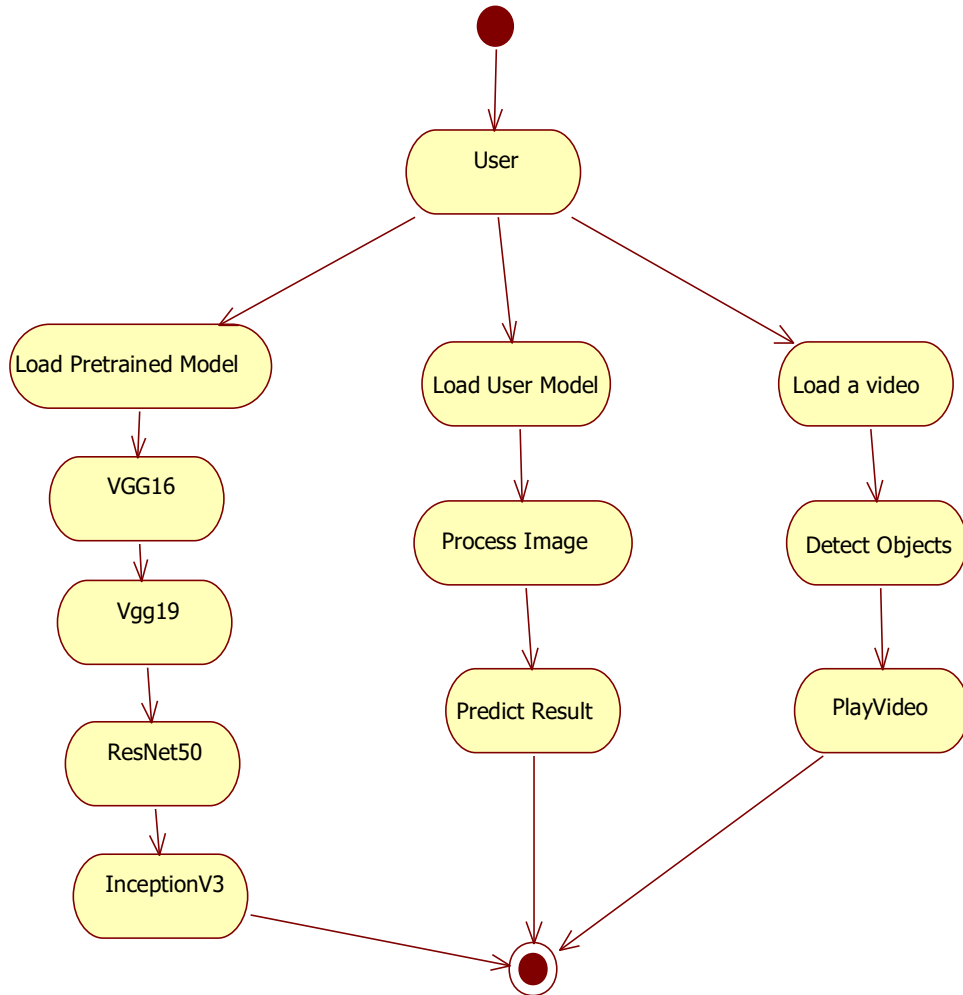 User
Load Pretrained Model
VGG16
Vgg19
ResNet50
InceptionV3
Load User Model
Process Image
Predict Result
Load a video
Detect Objects
PlayVideo